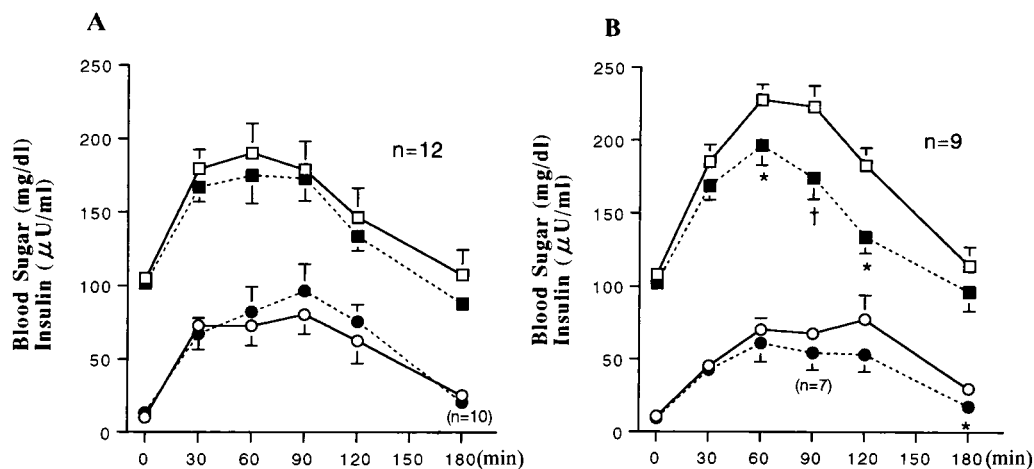 A
Blood Sugar (mg/dl)
Insulin (μU/ml)
250
200
150
100
50
0
n=12
(n=10)
0 30 60 90 120 180(min)
B
Blood Sugar (mg/dl)
Insulin (μU/ml)
250
200
150
100
50
0
n=9
*
†
*
(n=7)
*
0 30 60 90 120 180(min)